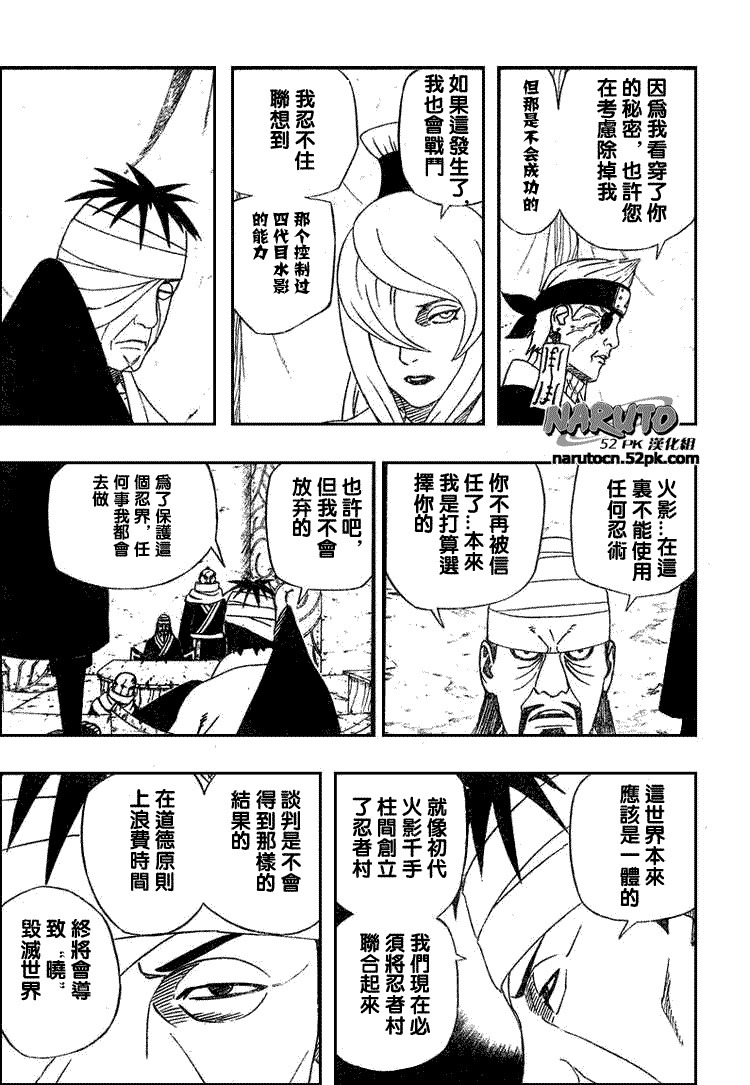 因爲我看穿了你
的秘密，也許您
在考慮除掉我
但那是不会成功的
如果這發生了
我也會戰鬥
我忍不住
聯想到
那个控制过
四代目水影
的能力
NARUTO
52 PK 漢化組
narutocn.52pk.com
火影…在這
裏不能使用
任何忍術
你不再被信
任了…本來
我是打算選
擇你的
也許吧，
但我不會
放弃的
爲了保護這
個忍界，任
何事我都會
去做
這世界本來
應該是一體的
就像初代
火影千手
柱間創立
了忍者村
我們現在必
須將忍者村
聯合起來
談判是不會
得到那樣的
結果的
在道德原則
上浪費時間
終將會導
致“曉”
毀滅世界